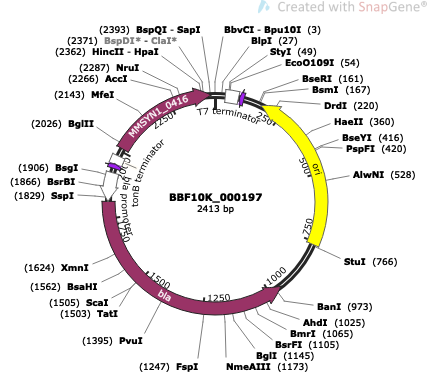 Created with SnapGene®
(2393) BspQI - SapI
(2371) BspDI* - ClaI*
(2362) HincII - HpaI
(2287) NruI
(2266) AccI
(2143) MfeI
(2026) BglII
(1906) BsgI
(1866) BsrBI
(1829) SspI
(1624) XmnI
(1562) BsaHI
(1505) ScaI
(1503) TatI
(1395) PvuI
(1247) FspI
BbvCI - Bpu10I (3)
BlpI (27)
StyI (49)
EcoO109I (54)
BseRI (161)
BsmI (167)
DrdI (220)
HaeII (360)
BseYI (416)
PspFI (420)
AlwNI (528)
StuI (766)
BanI (973)
AhdI (1025)
BmrI (1065)
BsrFI (1105)
BglI (1145)
NmeAIII (1173)
MMSYN1_0416
T7 terminator
tonB terminator
bla promoter
ori
bla
250
500
750
1000
1250
1500
1750
2250
BBF10K_000197
2413 bp